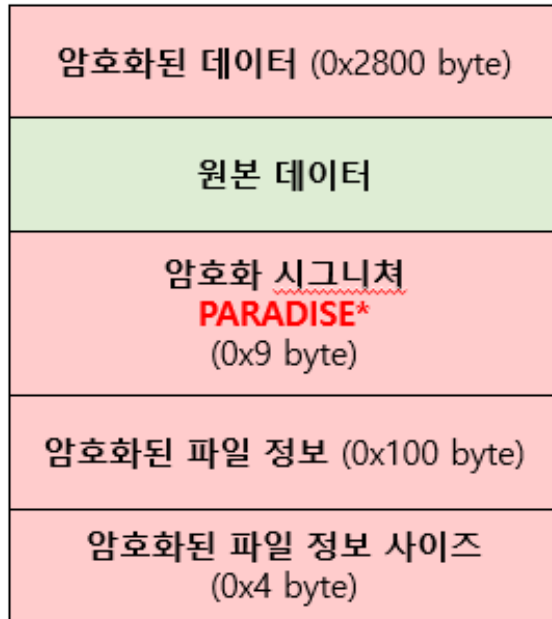 암호화된 데이터 (0x2800 byte)
원본 데이터
암호화 시그니쳐
PARADISE*
(0x9 byte)
암호화된 파일 정보 (0x100 byte)
암호화된 파일 정보 사이즈
(0x4 byte)